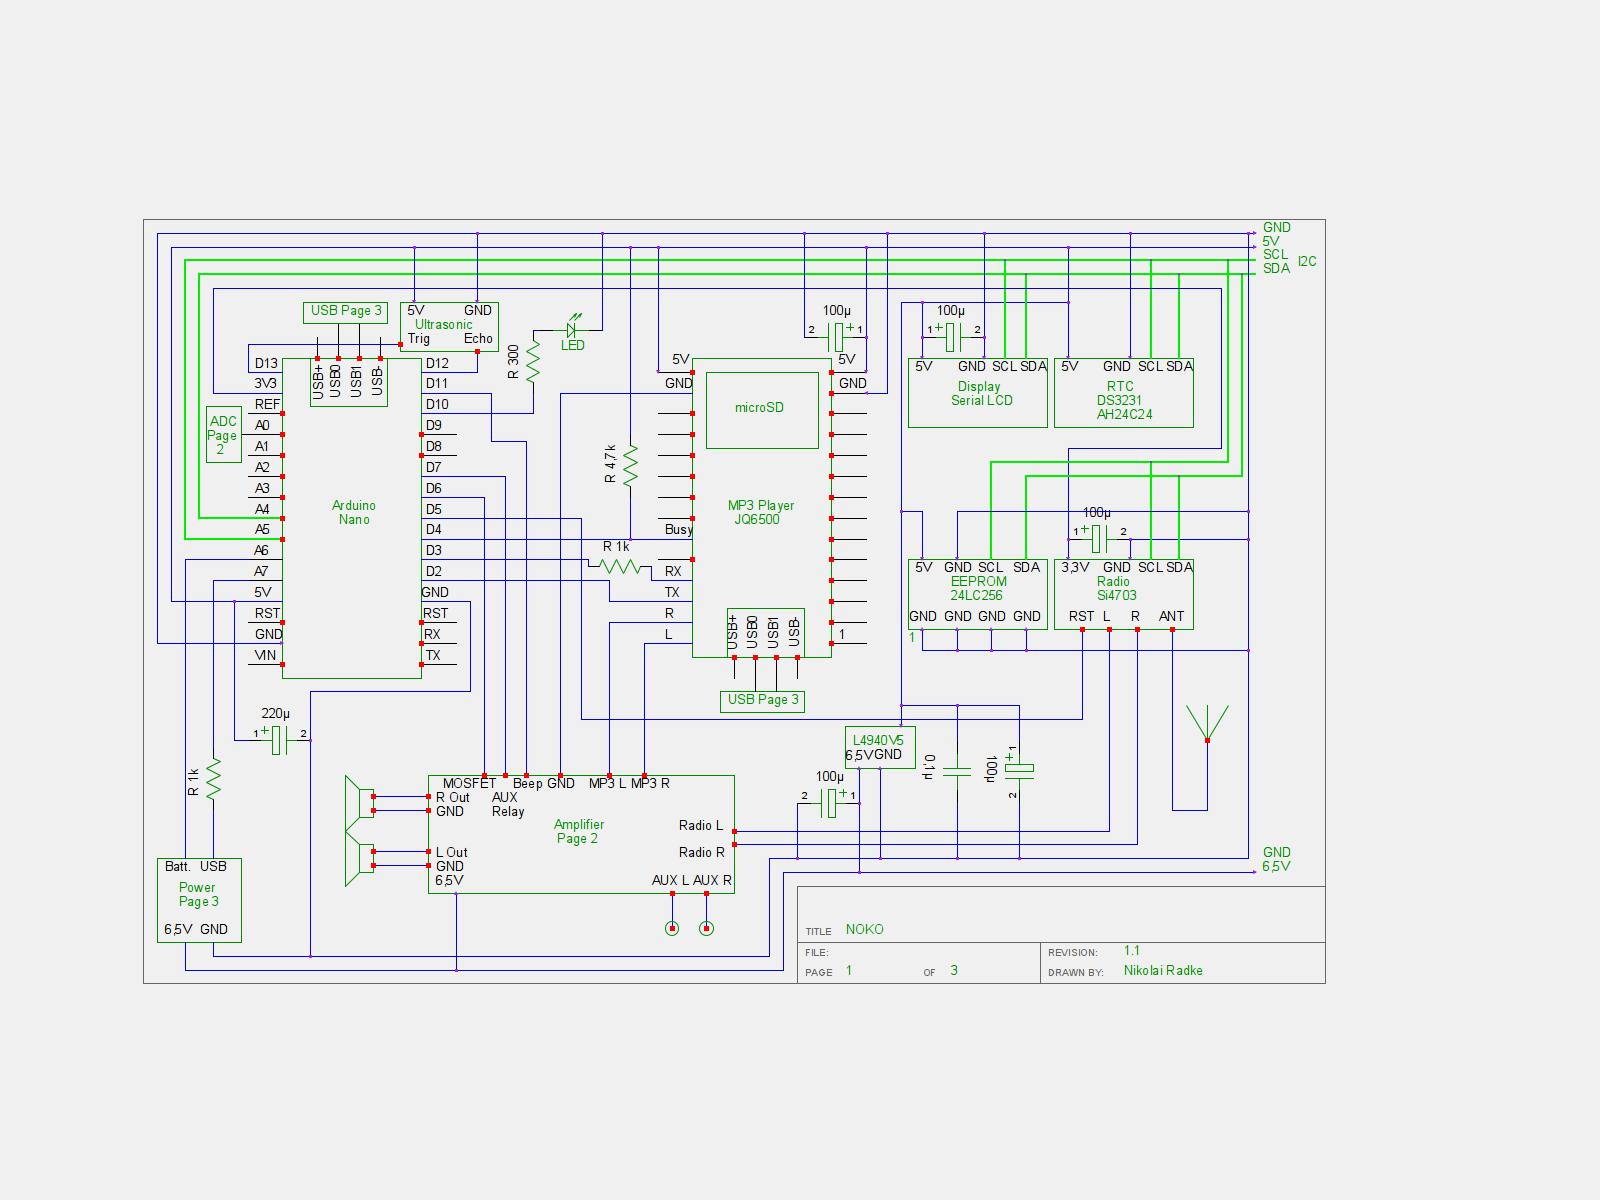 GND
5V
SCL
SDA
I2C
USB Page 3
5V GND
Ultrasonic
Trig Echo
LED
R 300
100µ
2 + 1
100µ
1 + 2
D13
3V3
REF
A0
A1
A2
A3
A4
A5
A6
A7
5V
RST
GND
VIN
USB+
USB0
USB1
USB-
ADC
Page
2
Arduino
Nano
D12
D11
D10
D9
D8
D7
D6
D5
D4
D3
D2
GND
RST
RX
TX
R 4,7k
R 1k
5V
GND
Busy
RX
TX
R
L
microSD
MP3 Player
JQ6500
5V
GND
1
USB+
USB0
USB1
USB-
USB Page 3
5V GND SCL SDA
Display
Serial LCD
5V GND SCL SDA
RTC
DS3231
AH24C24
100µ
1 + 2
5V GND SCL SDA
EEPROM
24LC256
GND GND GND GND
1
3,3V GND SCL SDA
Radio
Si4703
RST L R ANT
220µ
1 + 2
R 1k
L4940V5
6,5V GND
0,1µ
100µ
1
+
2
100µ
2 + 1
MOSFET Beep GND MP3 L MP3 R
R Out AUX
GND Relay
Amplifier
Page 2
Radio L
Radio R
L Out
GND
6,5V
AUX L AUX R
Batt. USB
Power
Page 3
6,5V GND
GND
6,5V
TITLE NOKO
FILE:
REVISION: 1.1
PAGE 1 OF 3
DRAWN BY: Nikolai Radke